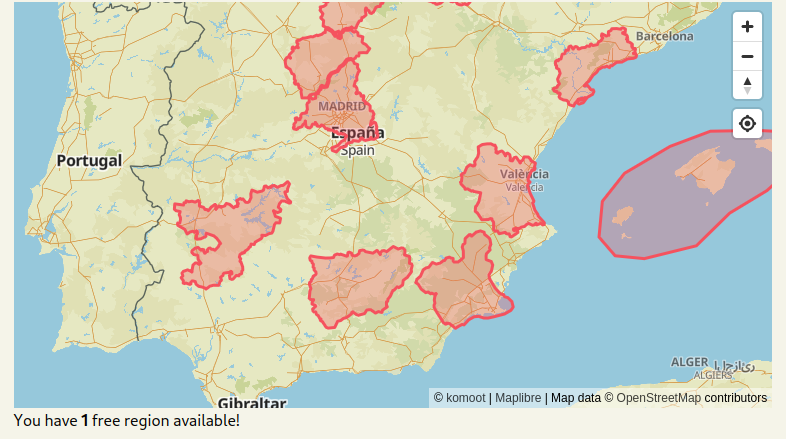 Barcelona
MADRID
España
Spain
Portugal
València
Valencia
ALGER
ALGIERS
Gibraltar
© komoot | Maplibre | Map data © OpenStreetMap contributors
You have 1 free region available!